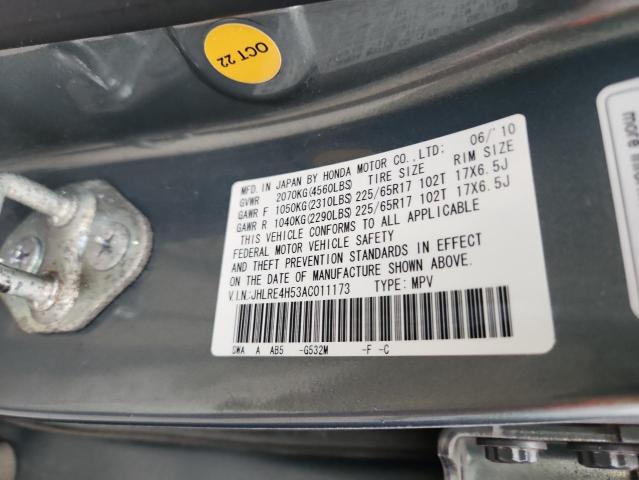 OCT 22
MFD. IN JAPAN BY HONDA MOTOR CO.,LTD: 06/'10
GVWR 2070KG(4560LBS) TIRE SIZE RIM SIZE
GAWR F 1050KG(2310LBS) 225/65R17 102T 17X6.5J
GAWR R 1040KG(2290LBS) 225/65R17 102T 17X6.5J
THIS VEHICLE CONFORMS TO ALL APPLICABLE
FEDERAL MOTOR VEHICLE SAFETY
AND THEFT PREVENTION STANDARDS IN EFFECT
ON THE DATE OF MANUFACTURE SHOWN ABOVE.
V.I.N:JHLRE4H53AC011173 TYPE: MPV
SWA A AB5 -G532M -F -C
more